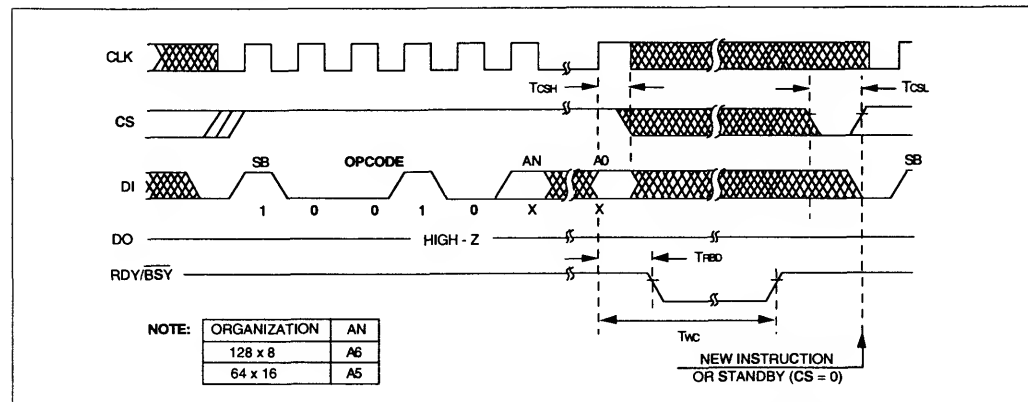 CLK
TCSH
TCSL
CS
SB OPCODE AN A0 SB
DI
1 0 0 1 0 X X
DO HIGH - Z
TRBD
RDY/BSY
TWC
NOTE: ORGANIZATION AN
128 x 8 A6
64 x 16 A5
NEW INSTRUCTION
OR STANDBY (CS = 0)